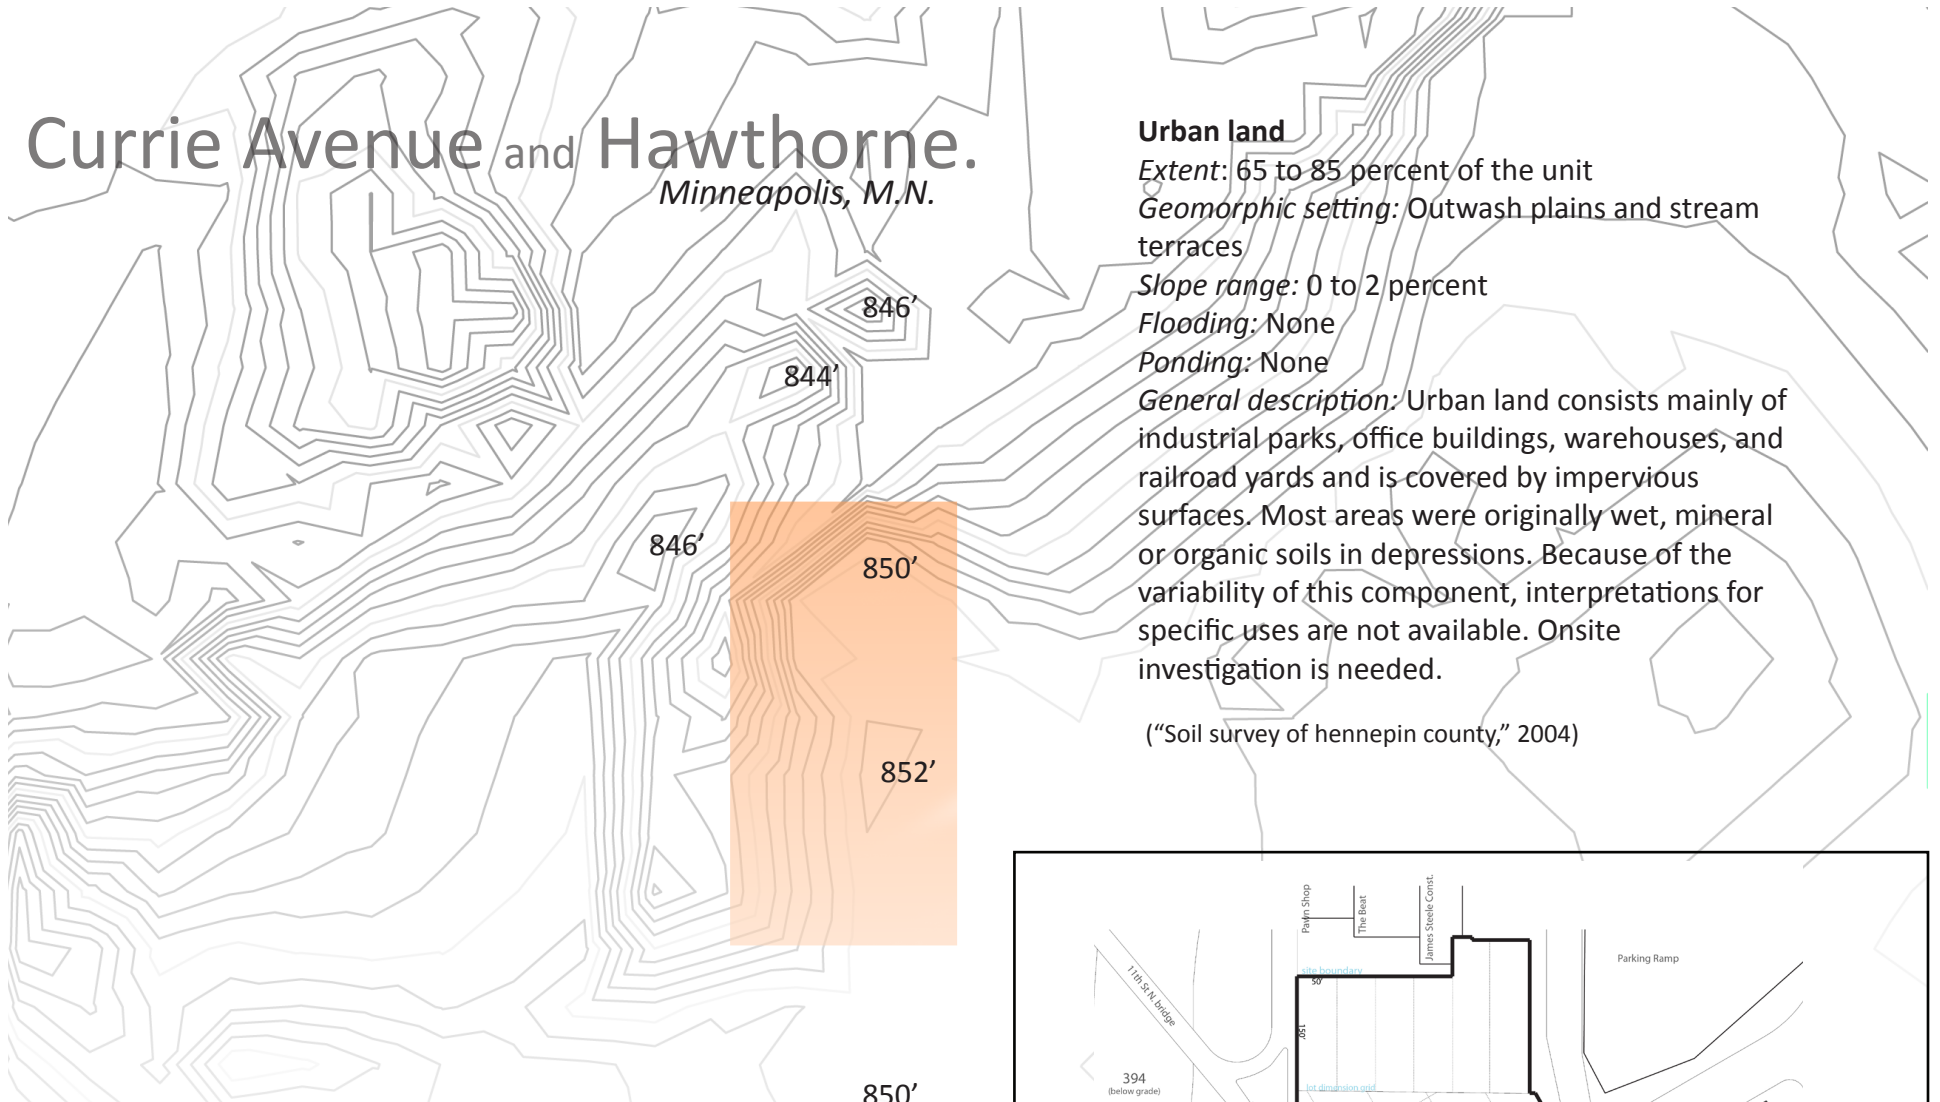 Currie Avenue and Hawthorne.
Minneapolis, M.N.
846’
844’
846’
850’
852’
850’
Urban land
Extent: 65 to 85 percent of the unit
Geomorphic setting: Outwash plains and stream
terraces
Slope range: 0 to 2 percent
Flooding: None
Ponding: None
General description: Urban land consists mainly of
industrial parks, office buildings, warehouses, and
railroad yards and is covered by impervious
surfaces. Most areas were originally wet, mineral
or organic soils in depressions. Because of the
variability of this component, interpretations for
specific uses are not available. Onsite
investigation is needed.
(“Soil survey of hennepin county,” 2004)
Pawn Shop
The Beat
James Steele Const.
Parking Ramp
11th St N. bridge
site boundary
50'
150'
lot dimension grid
394
(below grade)